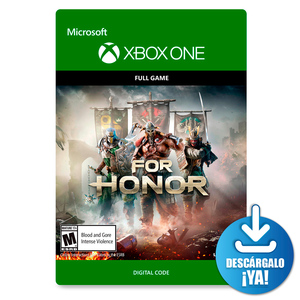 Microsoft
XBOX ONE
FULL GAME
FOR
HONOR
M
Blood and Gore
Intense Violence
DIGITAL CODE
DESCÁRGALO
¡YA!